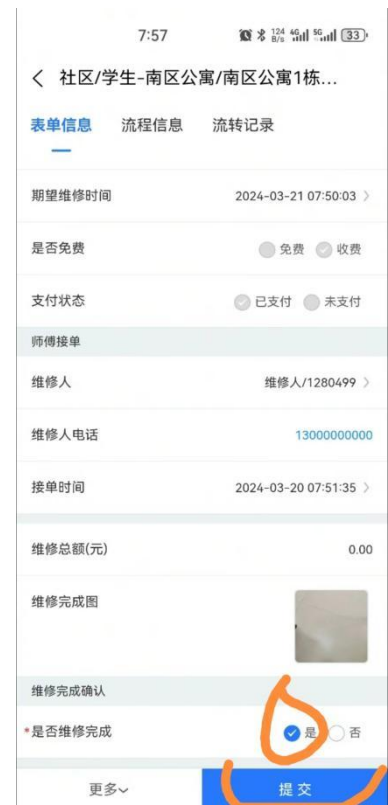 7:57 124 B/s 4G 5G 33
社区/学生-南区公寓/南区公寓1栋...
表单信息 流程信息 流转记录
期望维修时间 2024-03-21 07:50:03
是否免费 免费 收费
支付状态 已支付 未支付
师傅接单
维修人 维修人/1280499
维修人电话 13000000000
接单时间 2024-03-20 07:51:35
维修总额(元) 0.00
维修完成图
维修完成确认
*是否维修完成 是 否
更多 提交